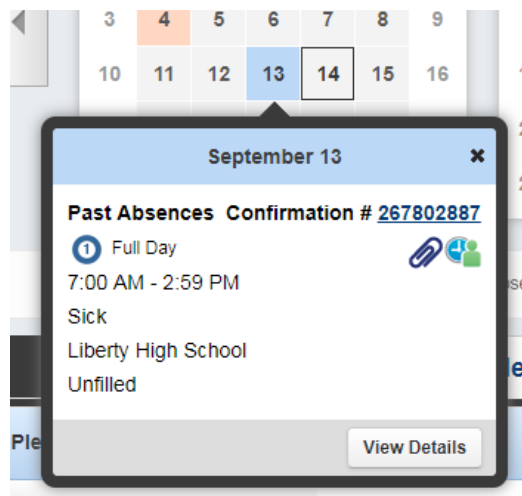 3 4 5 6 7 8 9
10 11 12 13 14 15 16
September 13
Past Absences Confirmation # 267802887
1 Full Day
7:00 AM - 2:59 PM
Sick
Liberty High School
Unfilled
Ple
View Details